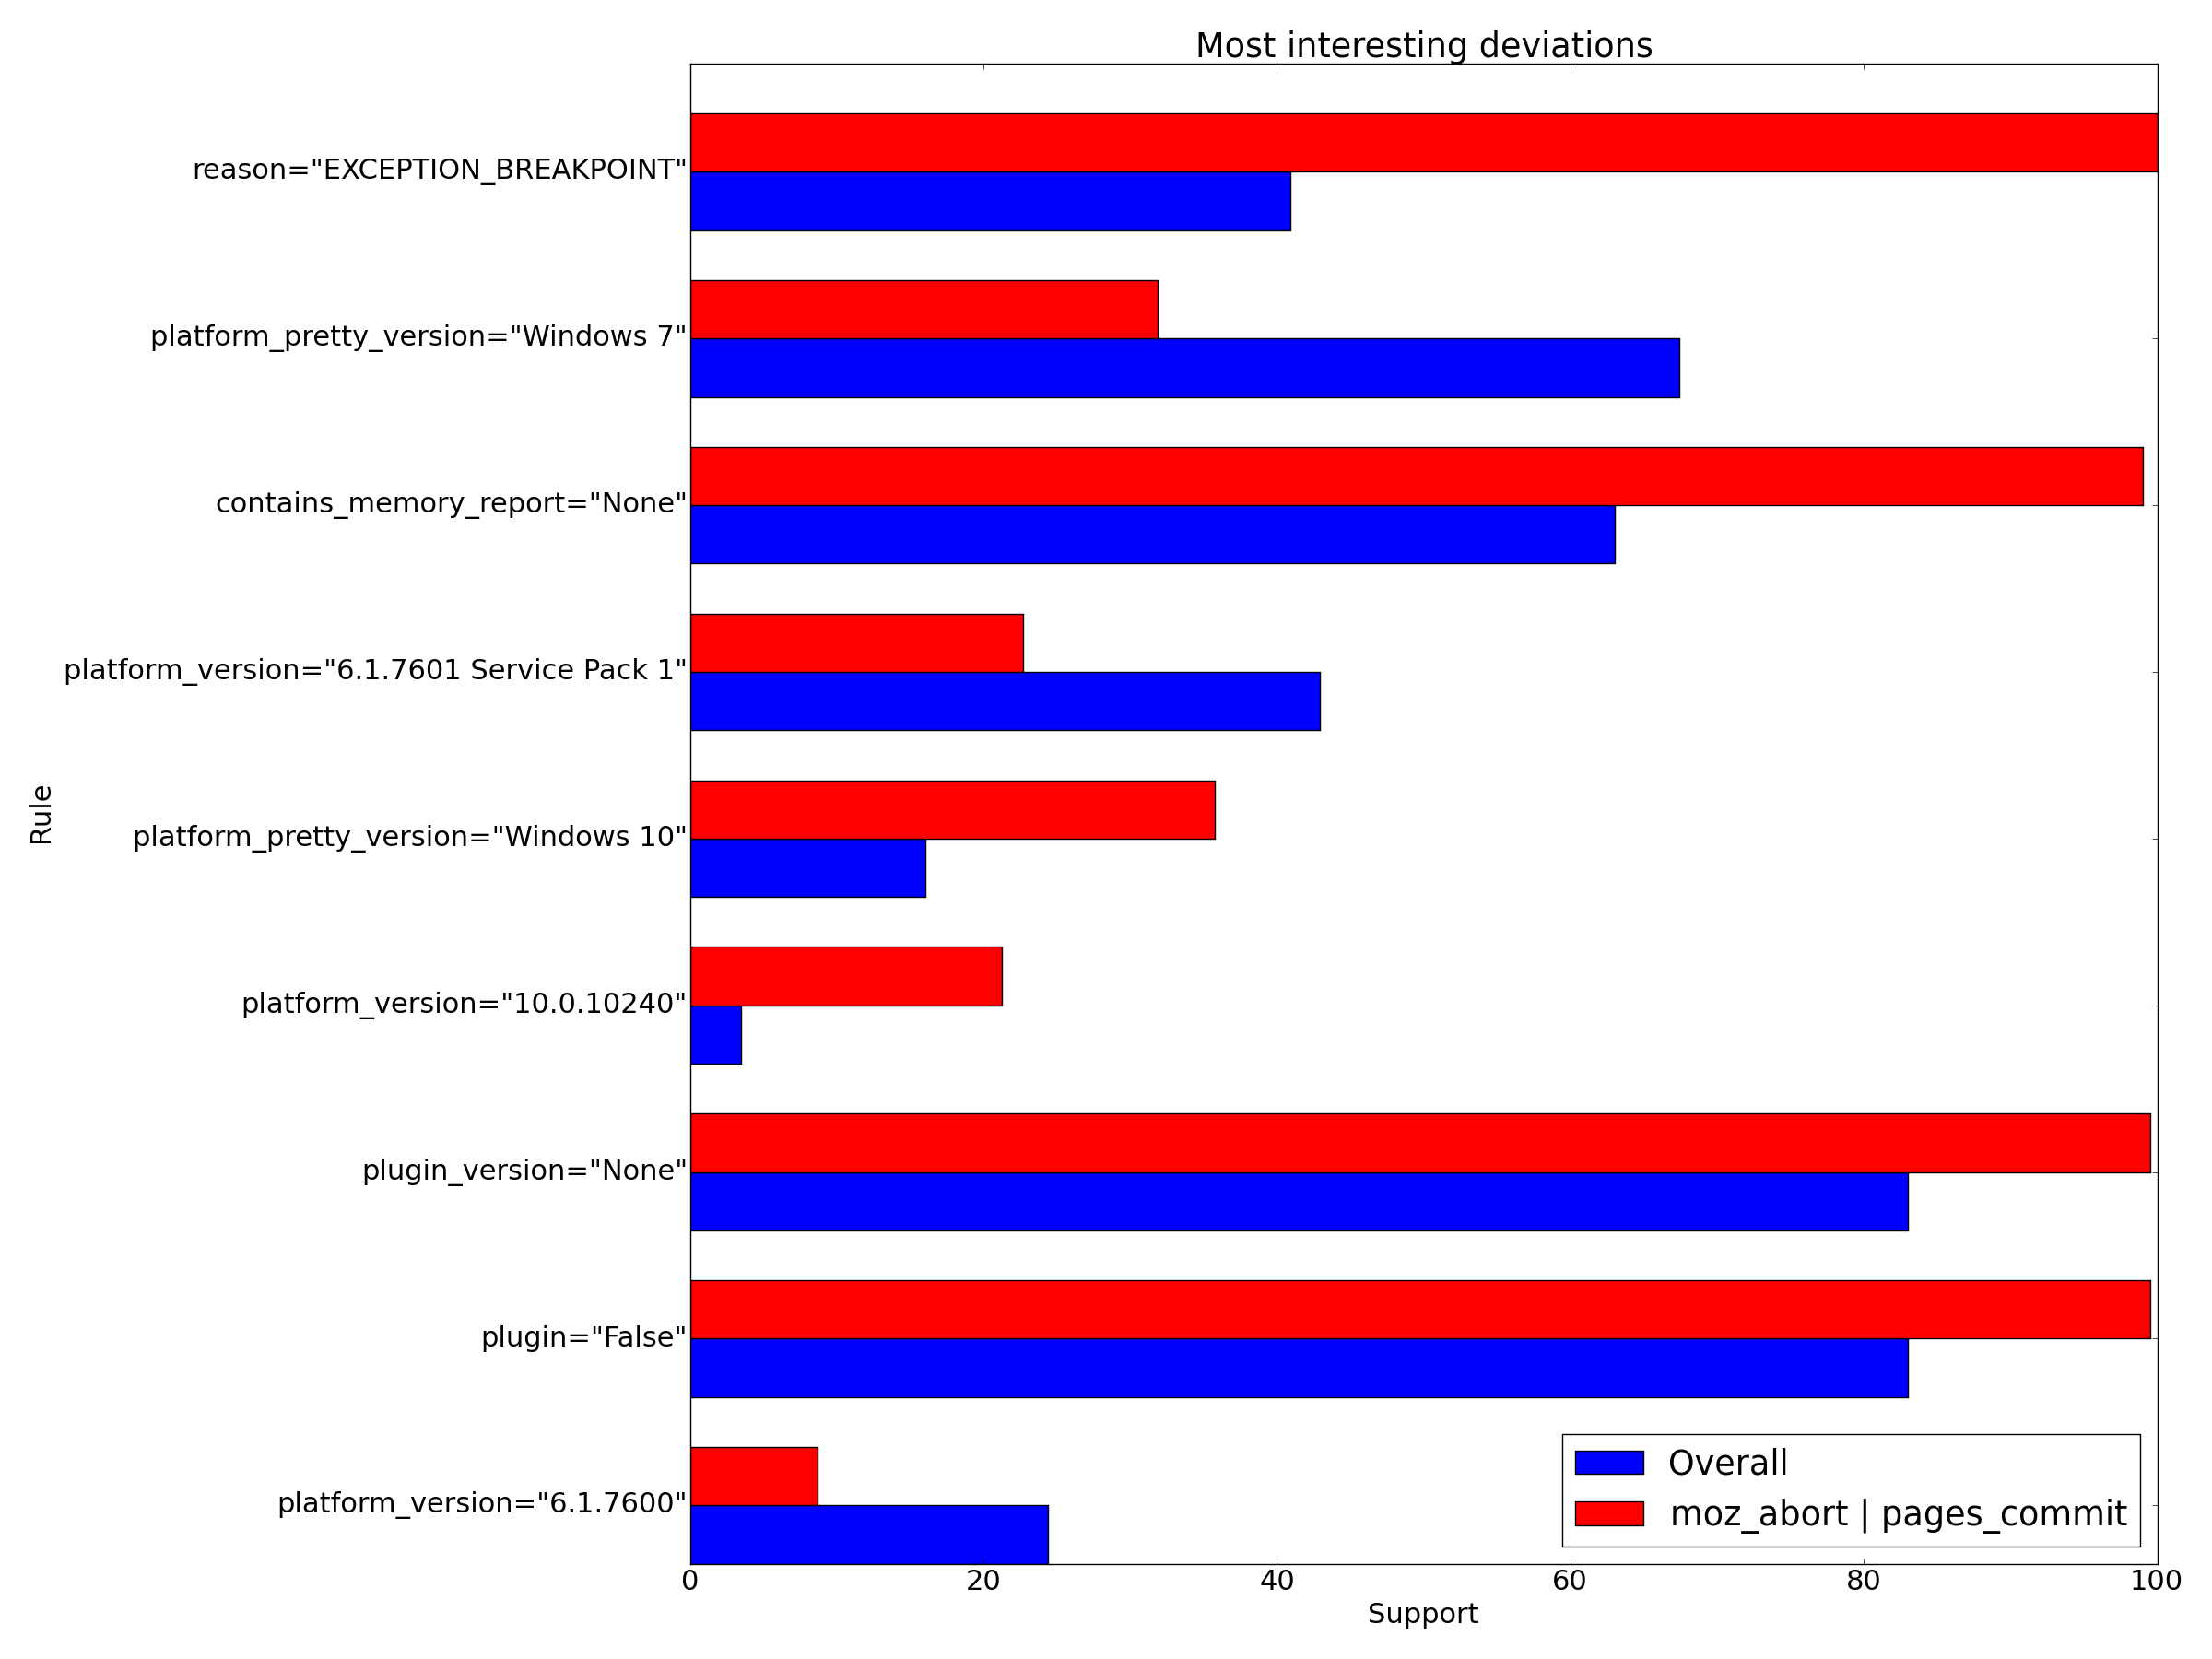 Most interesting deviations
reason="EXCEPTION_BREAKPOINT"
platform_pretty_version="Windows 7"
contains_memory_report="None"
platform_version="6.1.7601 Service Pack 1"
Rule
platform_pretty_version="Windows 10"
platform_version="10.0.10240"
plugin_version="None"
plugin="False"
platform_version="6.1.7600"
Overall
moz_abort | pages_commit
0 20 40 60 80 100
Support